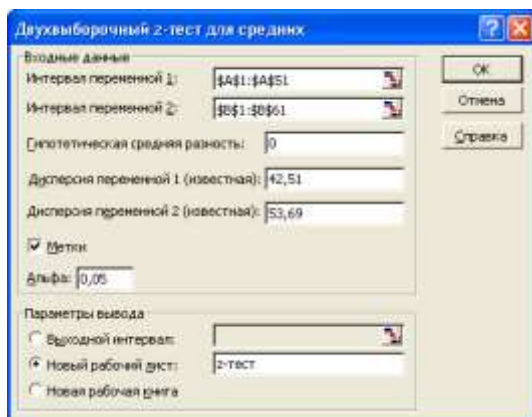 Двухвыборочный z-тест для средних
Входные данные
Интервал переменной 1: $A$1:$A$51
Интервал переменной 2: $B$1:$B$61
Гипотетическая средняя разность: 0
Дисперсия переменной 1 (известная): 42,51
Дисперсия переменной 2 (известная): 53,69
Метки
Альфа: 0,05
Параметры вывода
Выходной интервал:
Новый рабочий лист: z-тест
Новая рабочая книга
ОК
Отмена
Справка